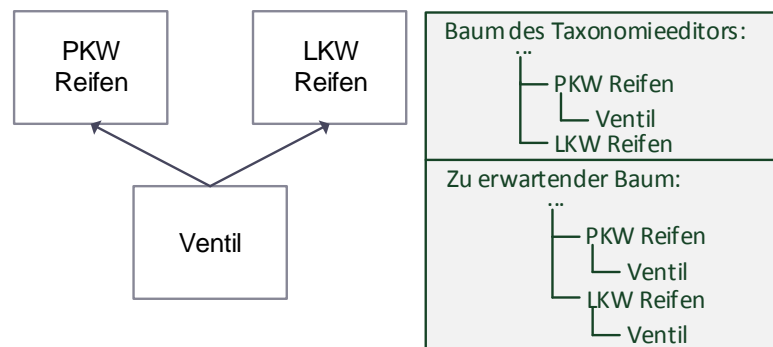 PKW
Reifen
LKW
Reifen
Ventil
Baum des Taxonomieeditors:
...
PKW Reifen
Ventil
LKW Reifen
Zu erwartender Baum:
...
PKW Reifen
Ventil
LKW Reifen
Ventil